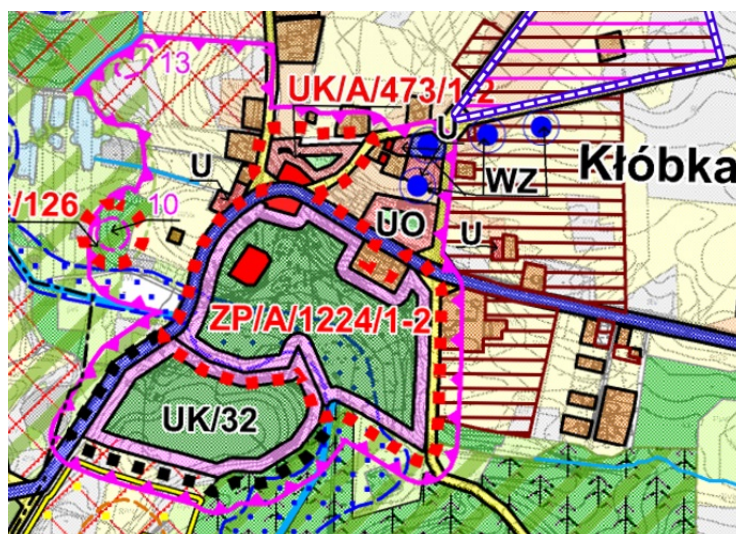 13
UK/A/473/1-2
U
Kłóbka
U
WZ
/126
10
UO
U
ZP/A/1224/1-2
UK/32